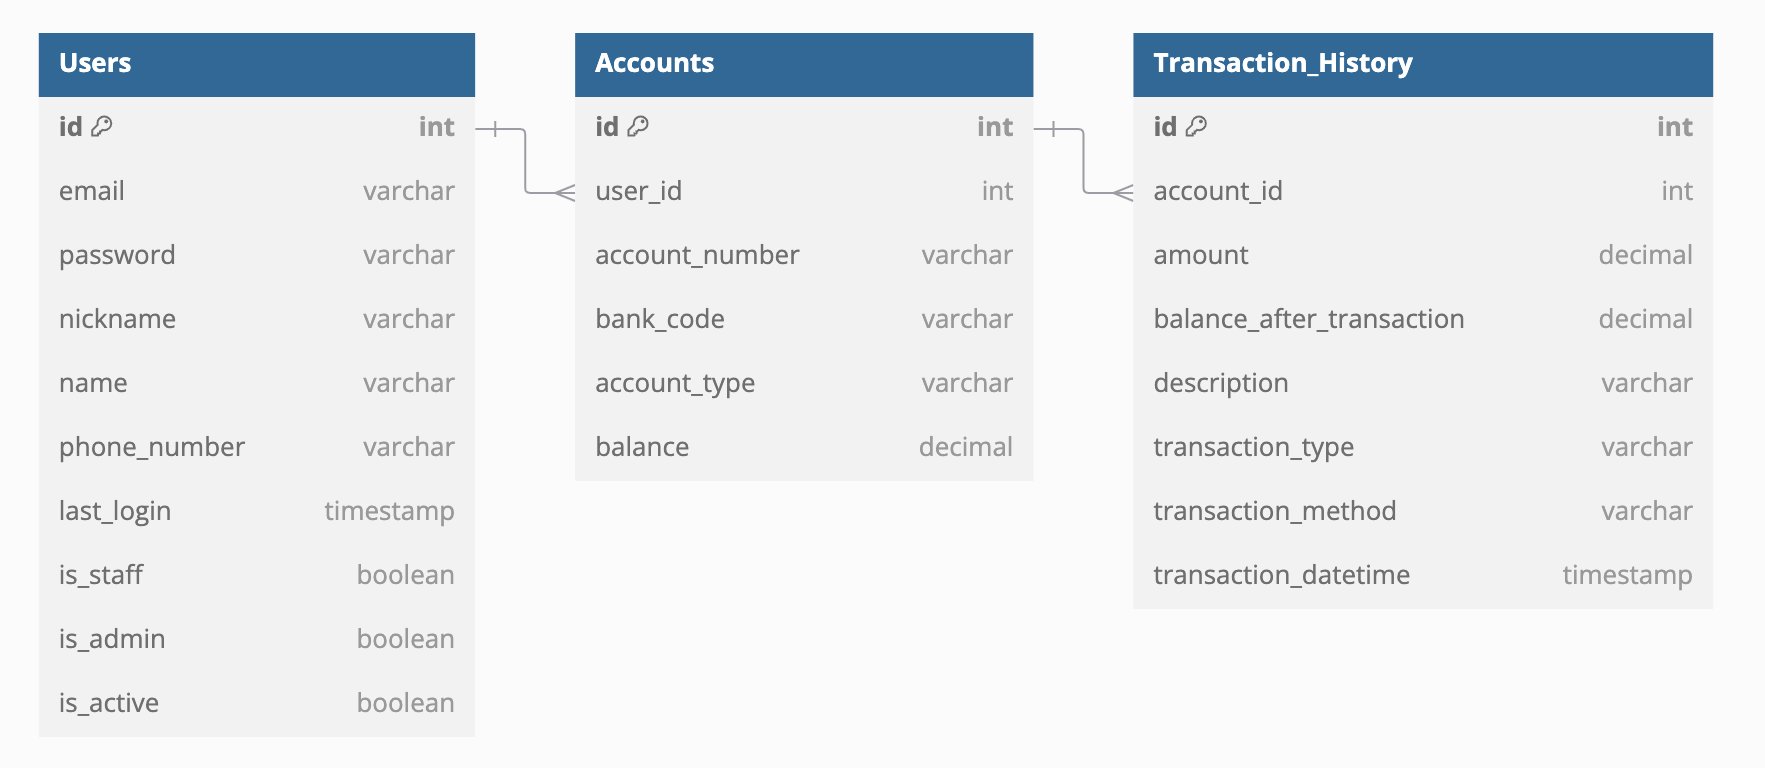 Users
id int
email varchar
password varchar
nickname varchar
name varchar
phone_number varchar
last_login timestamp
is_staff boolean
is_admin boolean
is_active boolean
Accounts
id int
user_id int
account_number varchar
bank_code varchar
account_type varchar
balance decimal
Transaction_History
id int
account_id int
amount decimal
balance_after_transaction decimal
description varchar
transaction_type varchar
transaction_method varchar
transaction_datetime timestamp